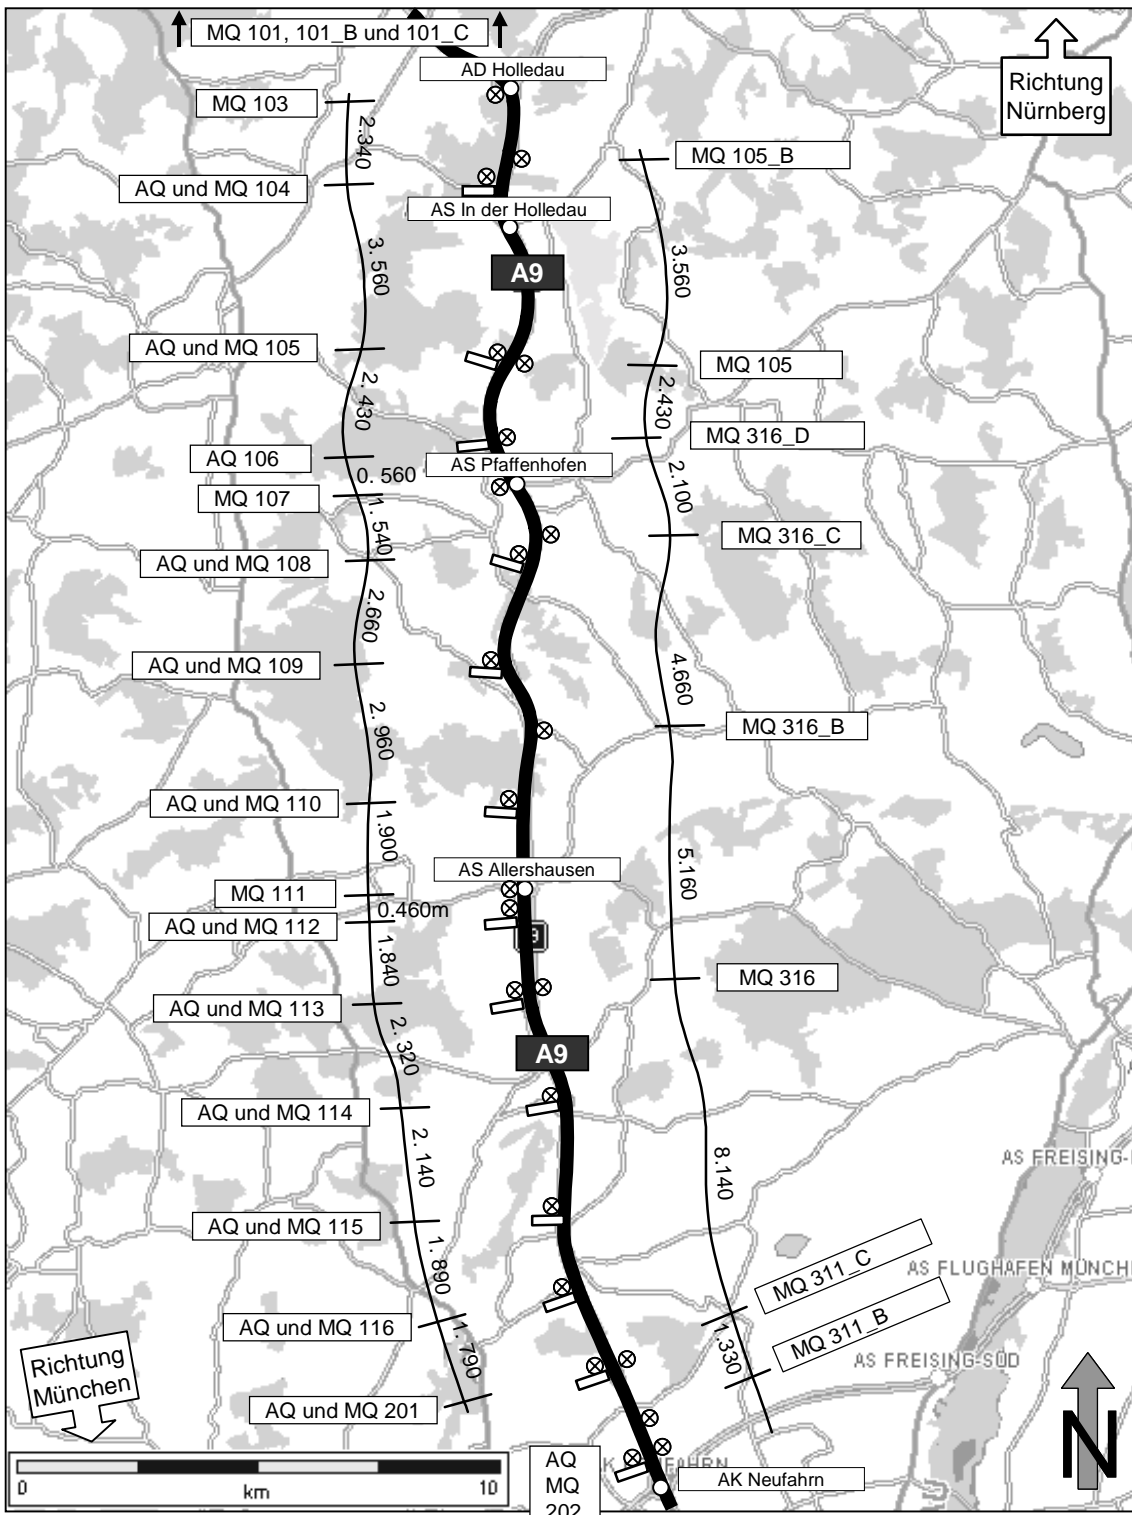 MQ 101, 101_B und 101_C
AD Holledau
Richtung
Nürnberg
MQ 103
2.340
MQ 105_B
AQ und MQ 104
AS In der Holledau
3. 560
3.560
A9
AQ und MQ 105
MQ 105
2. 430
2.430
MQ 316_D
AQ 106
AS Pfaffenhofen
0. 560
MQ 107
2.100
1. 540
MQ 316_C
AQ und MQ 108
2. 660
AQ und MQ 109
4.660
2. 960
MQ 316_B
AQ und MQ 110
1.900
5.160
AS Allershausen
MQ 111
0.460m
AQ und MQ 112
1.840
MQ 316
AQ und MQ 113
2. 320
A9
AQ und MQ 114
2. 140
8.140
AS FREISING-
AQ und MQ 115
1. 890
MQ 311_C
AS FLUGHAFEN MÜNCH
AQ und MQ 116
1.790
1.330
MQ 311_B
AS FREISING-SÜD
Richtung
München
AQ und MQ 201
AQ
MQ
202
AK Neufahrn
0
km
10
N